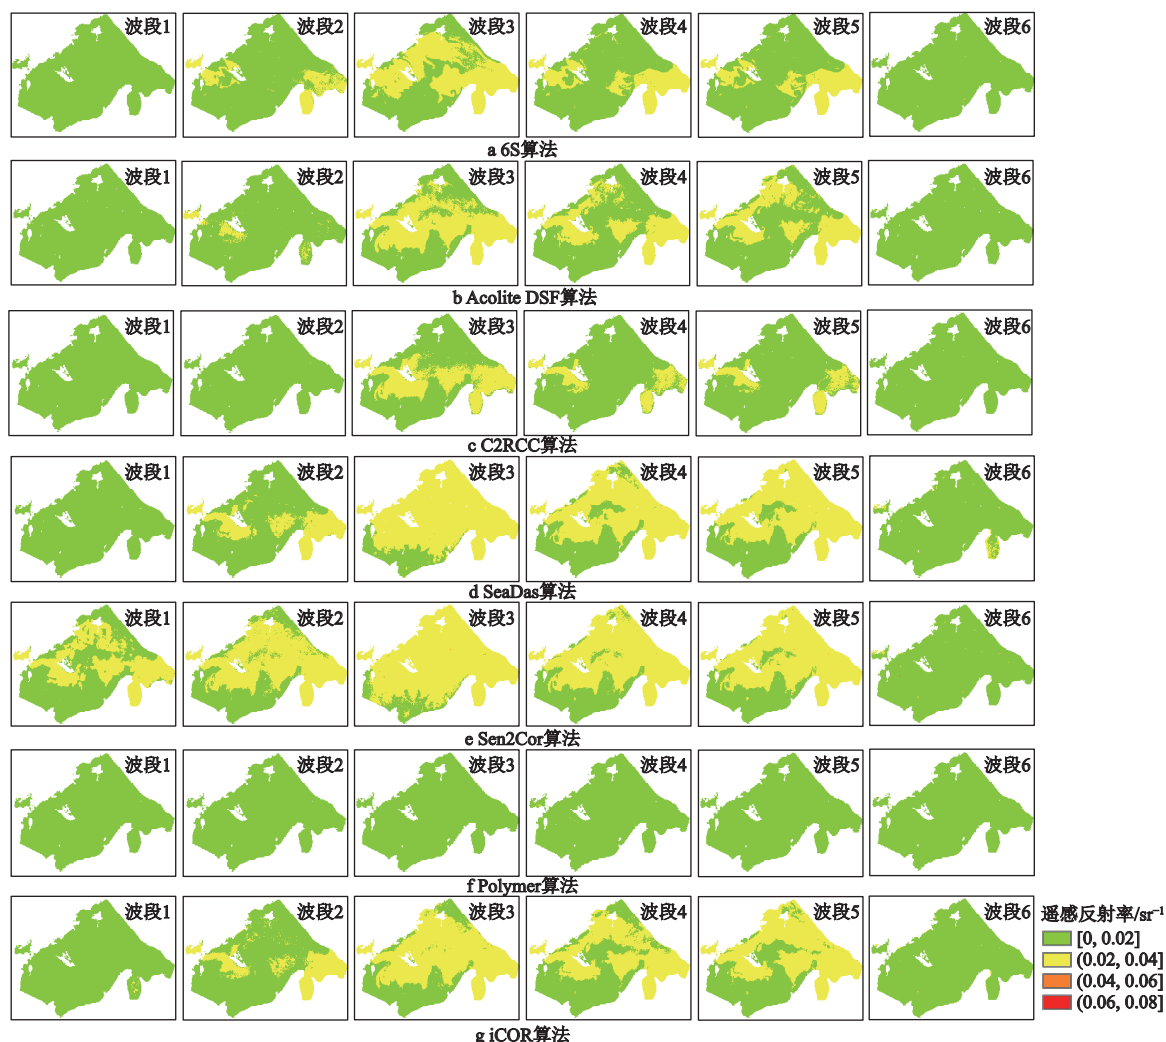 波段1 波段2 波段3 波段4 波段5 波段6
a 6S算法
波段1 波段2 波段3 波段4 波段5 波段6
b Acolite DSF算法
波段1 波段2 波段3 波段4 波段5 波段6
c C2RCC算法
波段1 波段2 波段3 波段4 波段5 波段6
d SeaDas算法
波段1 波段2 波段3 波段4 波段5 波段6
e Sen2Cor算法
波段1 波段2 波段3 波段4 波段5 波段6
f Polymer算法
波段1 波段2 波段3 波段4 波段5 波段6
g iCOR算法
遥感反射率/sr⁻¹
[0, 0.02]
(0.02, 0.04]
(0.04, 0.06]
(0.06, 0.08]